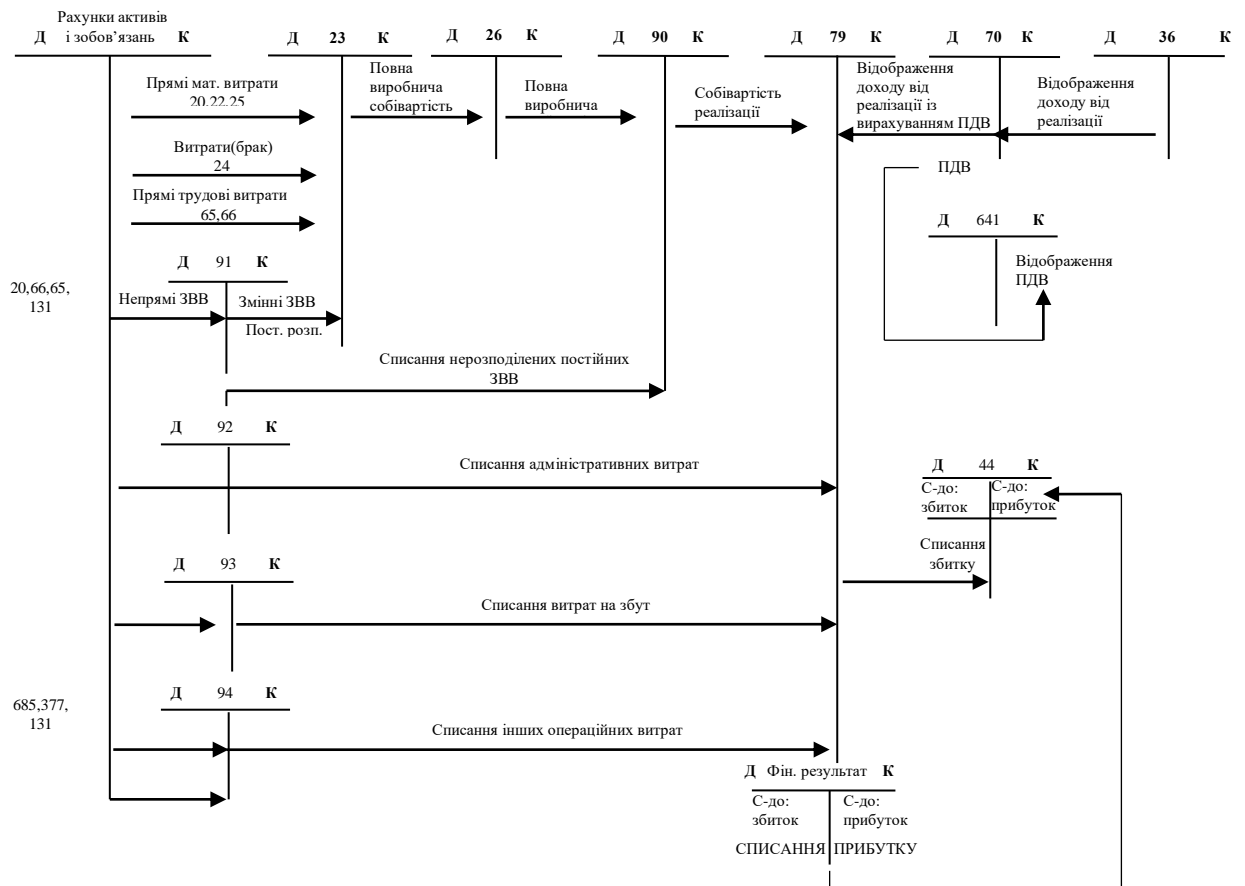 Рахунки активів
Д і зобов’язань К
Д 23 К
Д 26 К
Д 90 К
Д 79 К
Д 70 К
Д 36 К
Прямі мат. витрати
20,22,25
Повна
виробнича
собівартість
Повна
виробнича
Собівартість
реалізації
Відображення
доходу від
реалізації із
вирахуванням ПДВ
Відображення
доходу від
реалізації
Витрати(брак)
24
Прямі трудові витрати
65,66
ПДВ
Д 641 К
Відображення
ПДВ
Д 91 К
20,66,65,
131
Непрямі ЗВВ
Змінні ЗВВ
Пост. розп.
Списання нерозподілених постійних
ЗВВ
Д 92 К
Списання адміністративних витрат
Д 44 К
С-до:
збиток
С-до:
прибуток
Списання
збитку
Д 93 К
Списання витрат на збут
685,377,
131
Д 94 К
Списання інших операційних витрат
Д Фін. результат К
С-до:
збиток
С-до:
прибуток
СПИСАННЯ ПРИБУТКУ